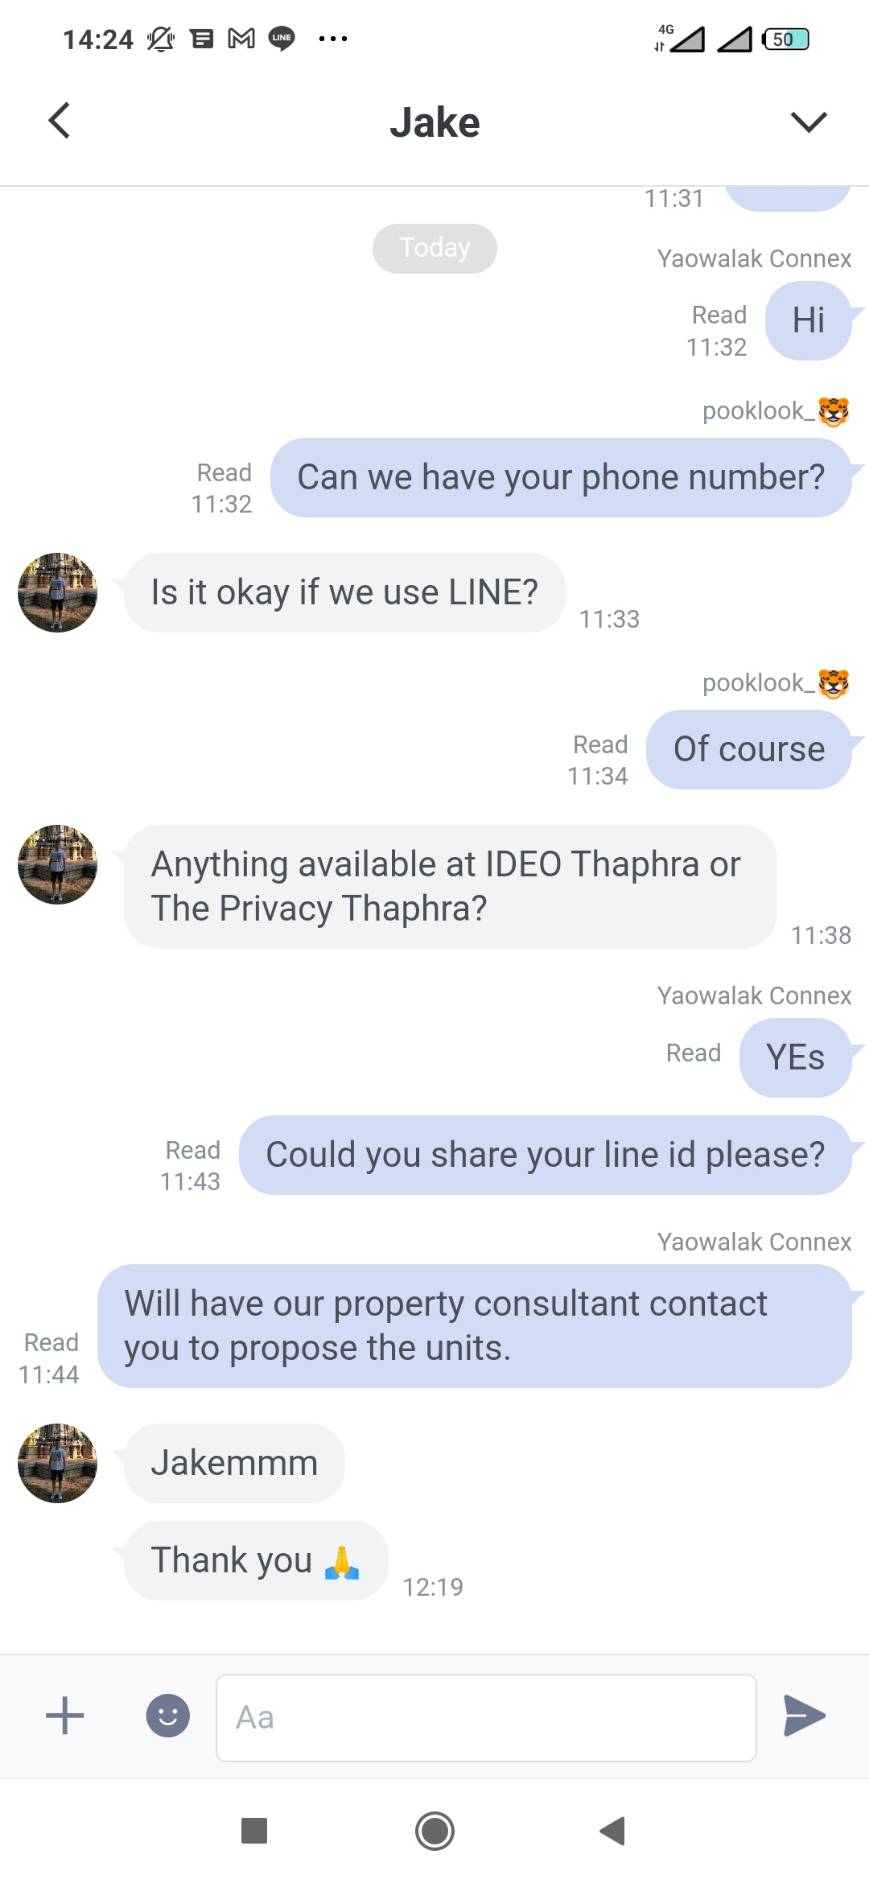 14:24 LINE 4G 50
Jake
11:31
Today
Yaowalak Connex
Read
11:32
Hi
pooklook_🐯
Read
11:32
Can we have your phone number?
Is it okay if we use LINE?
11:33
pooklook_🐯
Read
11:34
Of course
Anything available at IDEO Thaphra or
The Privacy Thaphra?
11:38
Yaowalak Connex
Read
YEs
Read
11:43
Could you share your line id please?
Yaowalak Connex
Will have our property consultant contact
you to propose the units.
Read
11:44
Jakemmm
Thank you 🙏
12:19
Aa